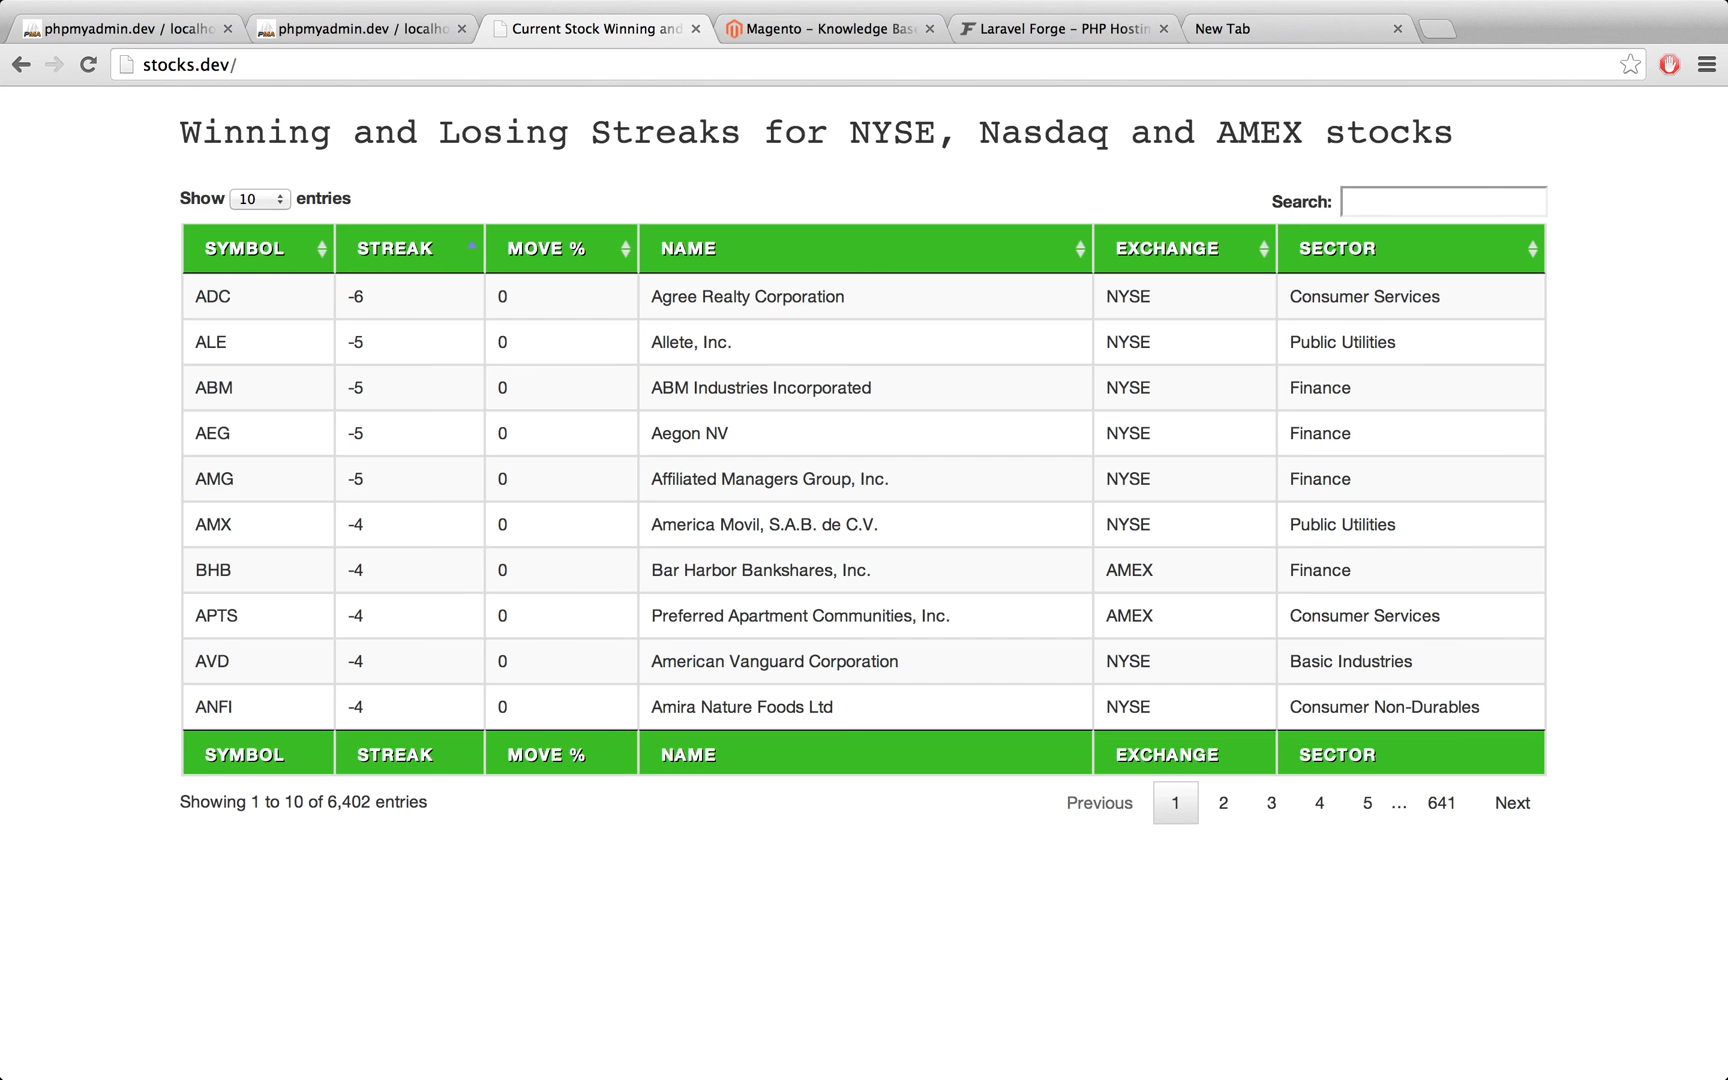 phpmyadmin.dev / localho
phpmyadmin.dev / localho
Current Stock Winning and
Magento – Knowledge Bas
Laravel Forge – PHP Hostin
New Tab
stocks.dev/
Winning and Losing Streaks for NYSE, Nasdaq and AMEX stocks
Show 10 entries
Search:
SYMBOL STREAK MOVE % NAME EXCHANGE SECTOR
ADC -6 0 Agree Realty Corporation NYSE Consumer Services
ALE -5 0 Allete, Inc. NYSE Public Utilities
ABM -5 0 ABM Industries Incorporated NYSE Finance
AEG -5 0 Aegon NV NYSE Finance
AMG -5 0 Affiliated Managers Group, Inc. NYSE Finance
AMX -4 0 America Movil, S.A.B. de C.V. NYSE Public Utilities
BHB -4 0 Bar Harbor Bankshares, Inc. AMEX Finance
APTS -4 0 Preferred Apartment Communities, Inc. AMEX Consumer Services
AVD -4 0 American Vanguard Corporation NYSE Basic Industries
ANFI -4 0 Amira Nature Foods Ltd NYSE Consumer Non-Durables
SYMBOL STREAK MOVE % NAME EXCHANGE SECTOR
Showing 1 to 10 of 6,402 entries
Previous 1 2 3 4 5 … 641 Next